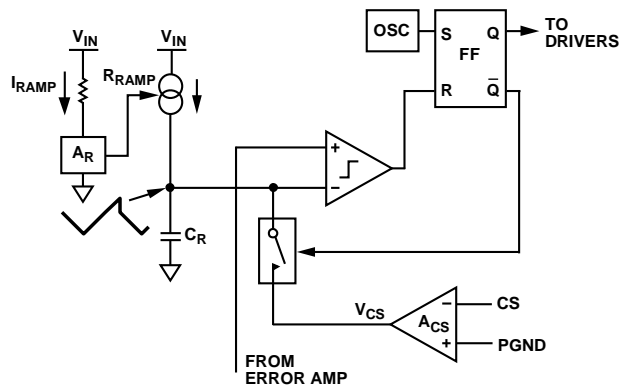 OSC
S
Q
FF
R
Q̅
TO
DRIVERS
VIN
VIN
IRAMP
RRAMP
AR
+
–
CR
VCS
ACS
–
+
CS
PGND
FROM
ERROR AMP